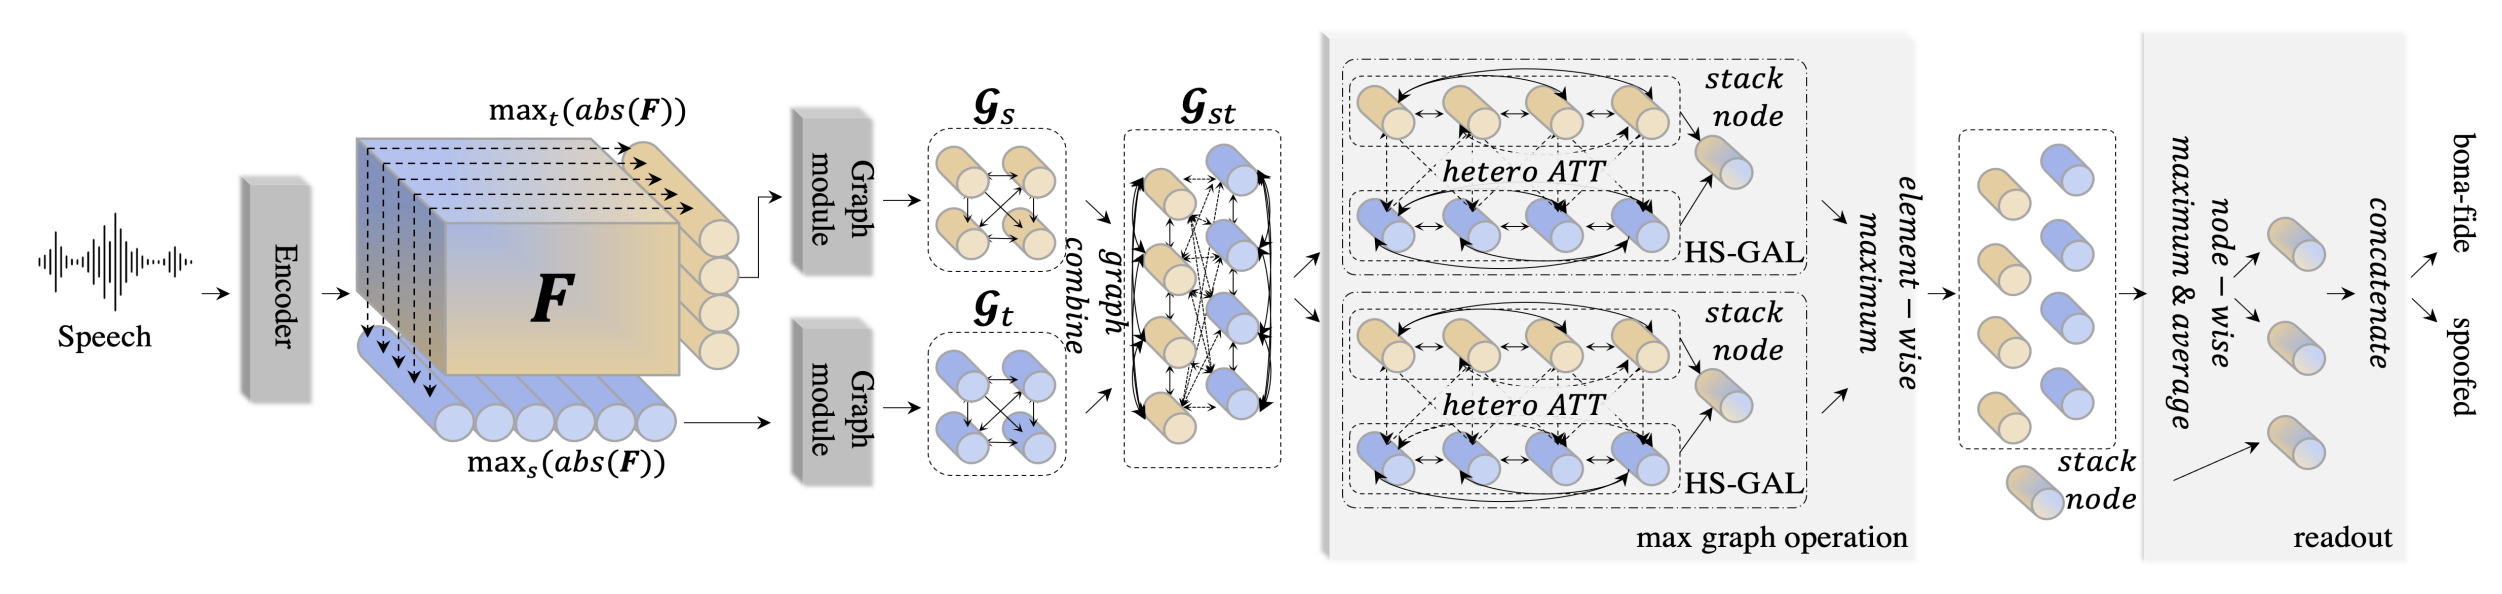 Speech
Encoder
max_t(abs(F))
F
max_s(abs(F))
Graph
module
Graph
module
𝒢_s
𝒢_t
graph
combine
𝒢_st
stack
node
hetero ATT
HS-GAL
stack
node
hetero ATT
HS-GAL
max graph operation
element-wise
maximum
stack
node
node-wise
maximum & average
concatenate
readout
bona-fide
spoofed